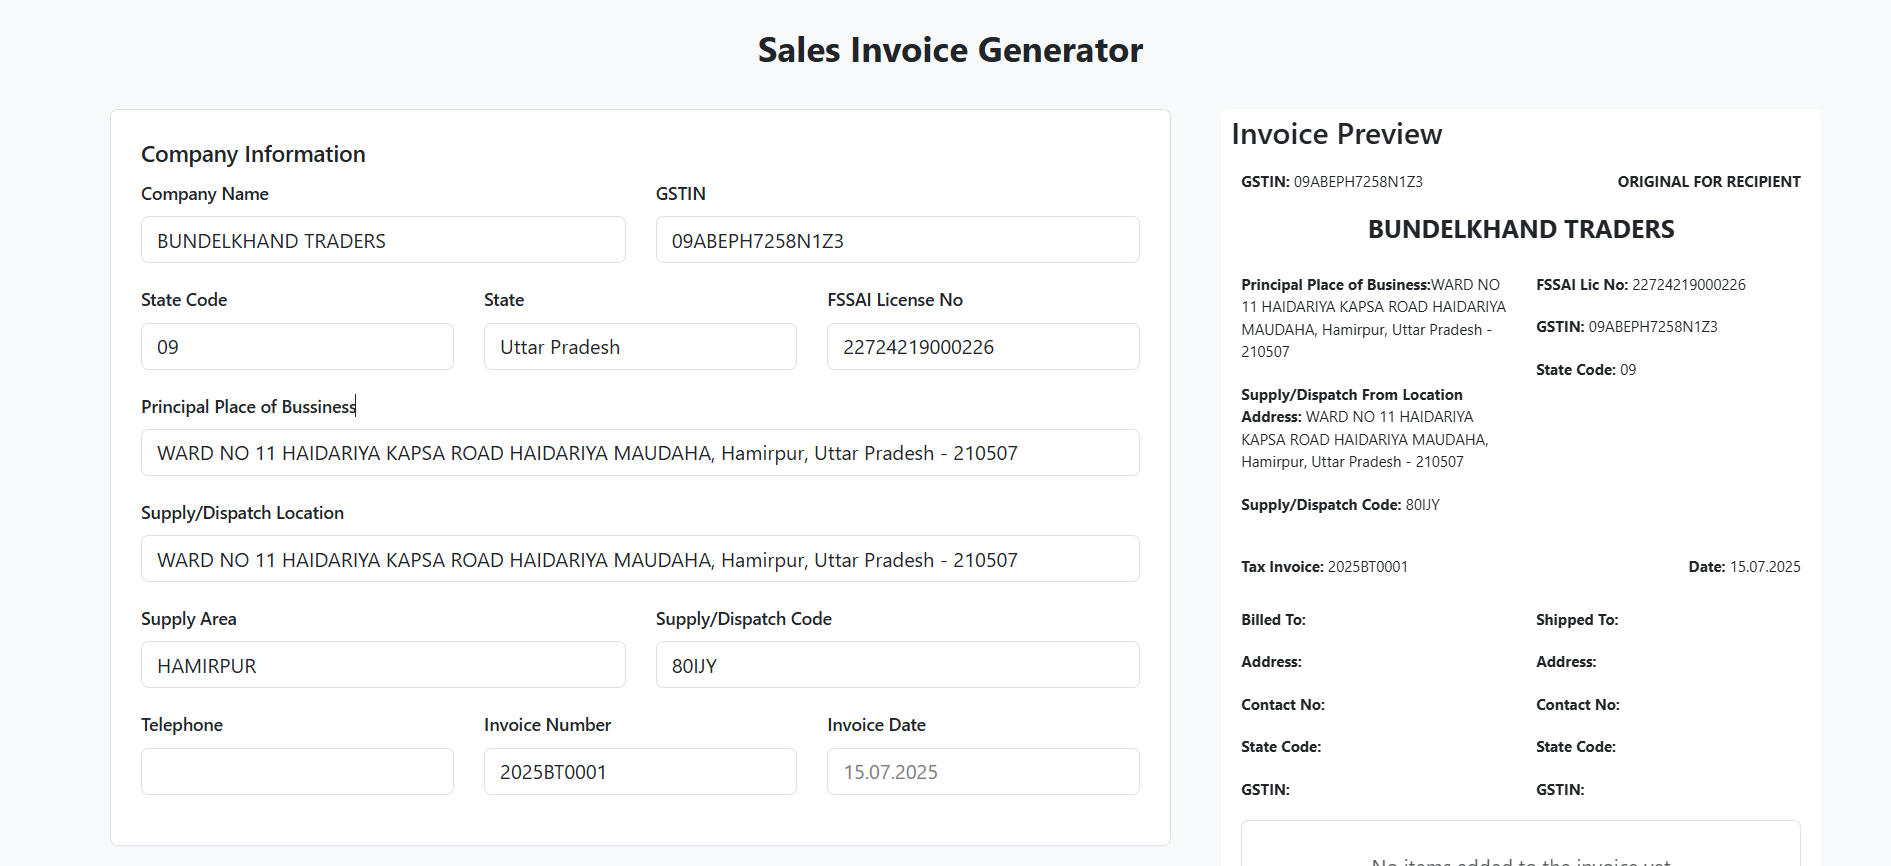 Sales Invoice Generator
Company Information
Company Name
GSTIN
BUNDELKHAND TRADERS
09ABEPH7258N1Z3
State Code
State
FSSAI License No
09
Uttar Pradesh
22724219000226
Principal Place of Bussiness
WARD NO 11 HAIDARIYA KAPSA ROAD HAIDARIYA MAUDAHA, Hamirpur, Uttar Pradesh - 210507
Supply/Dispatch Location
WARD NO 11 HAIDARIYA KAPSA ROAD HAIDARIYA MAUDAHA, Hamirpur, Uttar Pradesh - 210507
Supply Area
Supply/Dispatch Code
HAMIRPUR
80IJY
Telephone
Invoice Number
Invoice Date
2025BT0001
15.07.2025
Invoice Preview
GSTIN: 09ABEPH7258N1Z3
ORIGINAL FOR RECIPIENT
BUNDELKHAND TRADERS
Principal Place of Business:WARD NO
11 HAIDARIYA KAPSA ROAD HAIDARIYA
MAUDAHA, Hamirpur, Uttar Pradesh -
210507
Supply/Dispatch From Location
Address: WARD NO 11 HAIDARIYA
KAPSA ROAD HAIDARIYA MAUDAHA,
Hamirpur, Uttar Pradesh - 210507
Supply/Dispatch Code: 80IJY
FSSAI Lic No: 22724219000226
GSTIN: 09ABEPH7258N1Z3
State Code: 09
Tax Invoice: 2025BT0001
Date: 15.07.2025
Billed To:
Address:
Contact No:
State Code:
GSTIN:
Shipped To:
Address:
Contact No:
State Code:
GSTIN:
No items added to the invoice yet